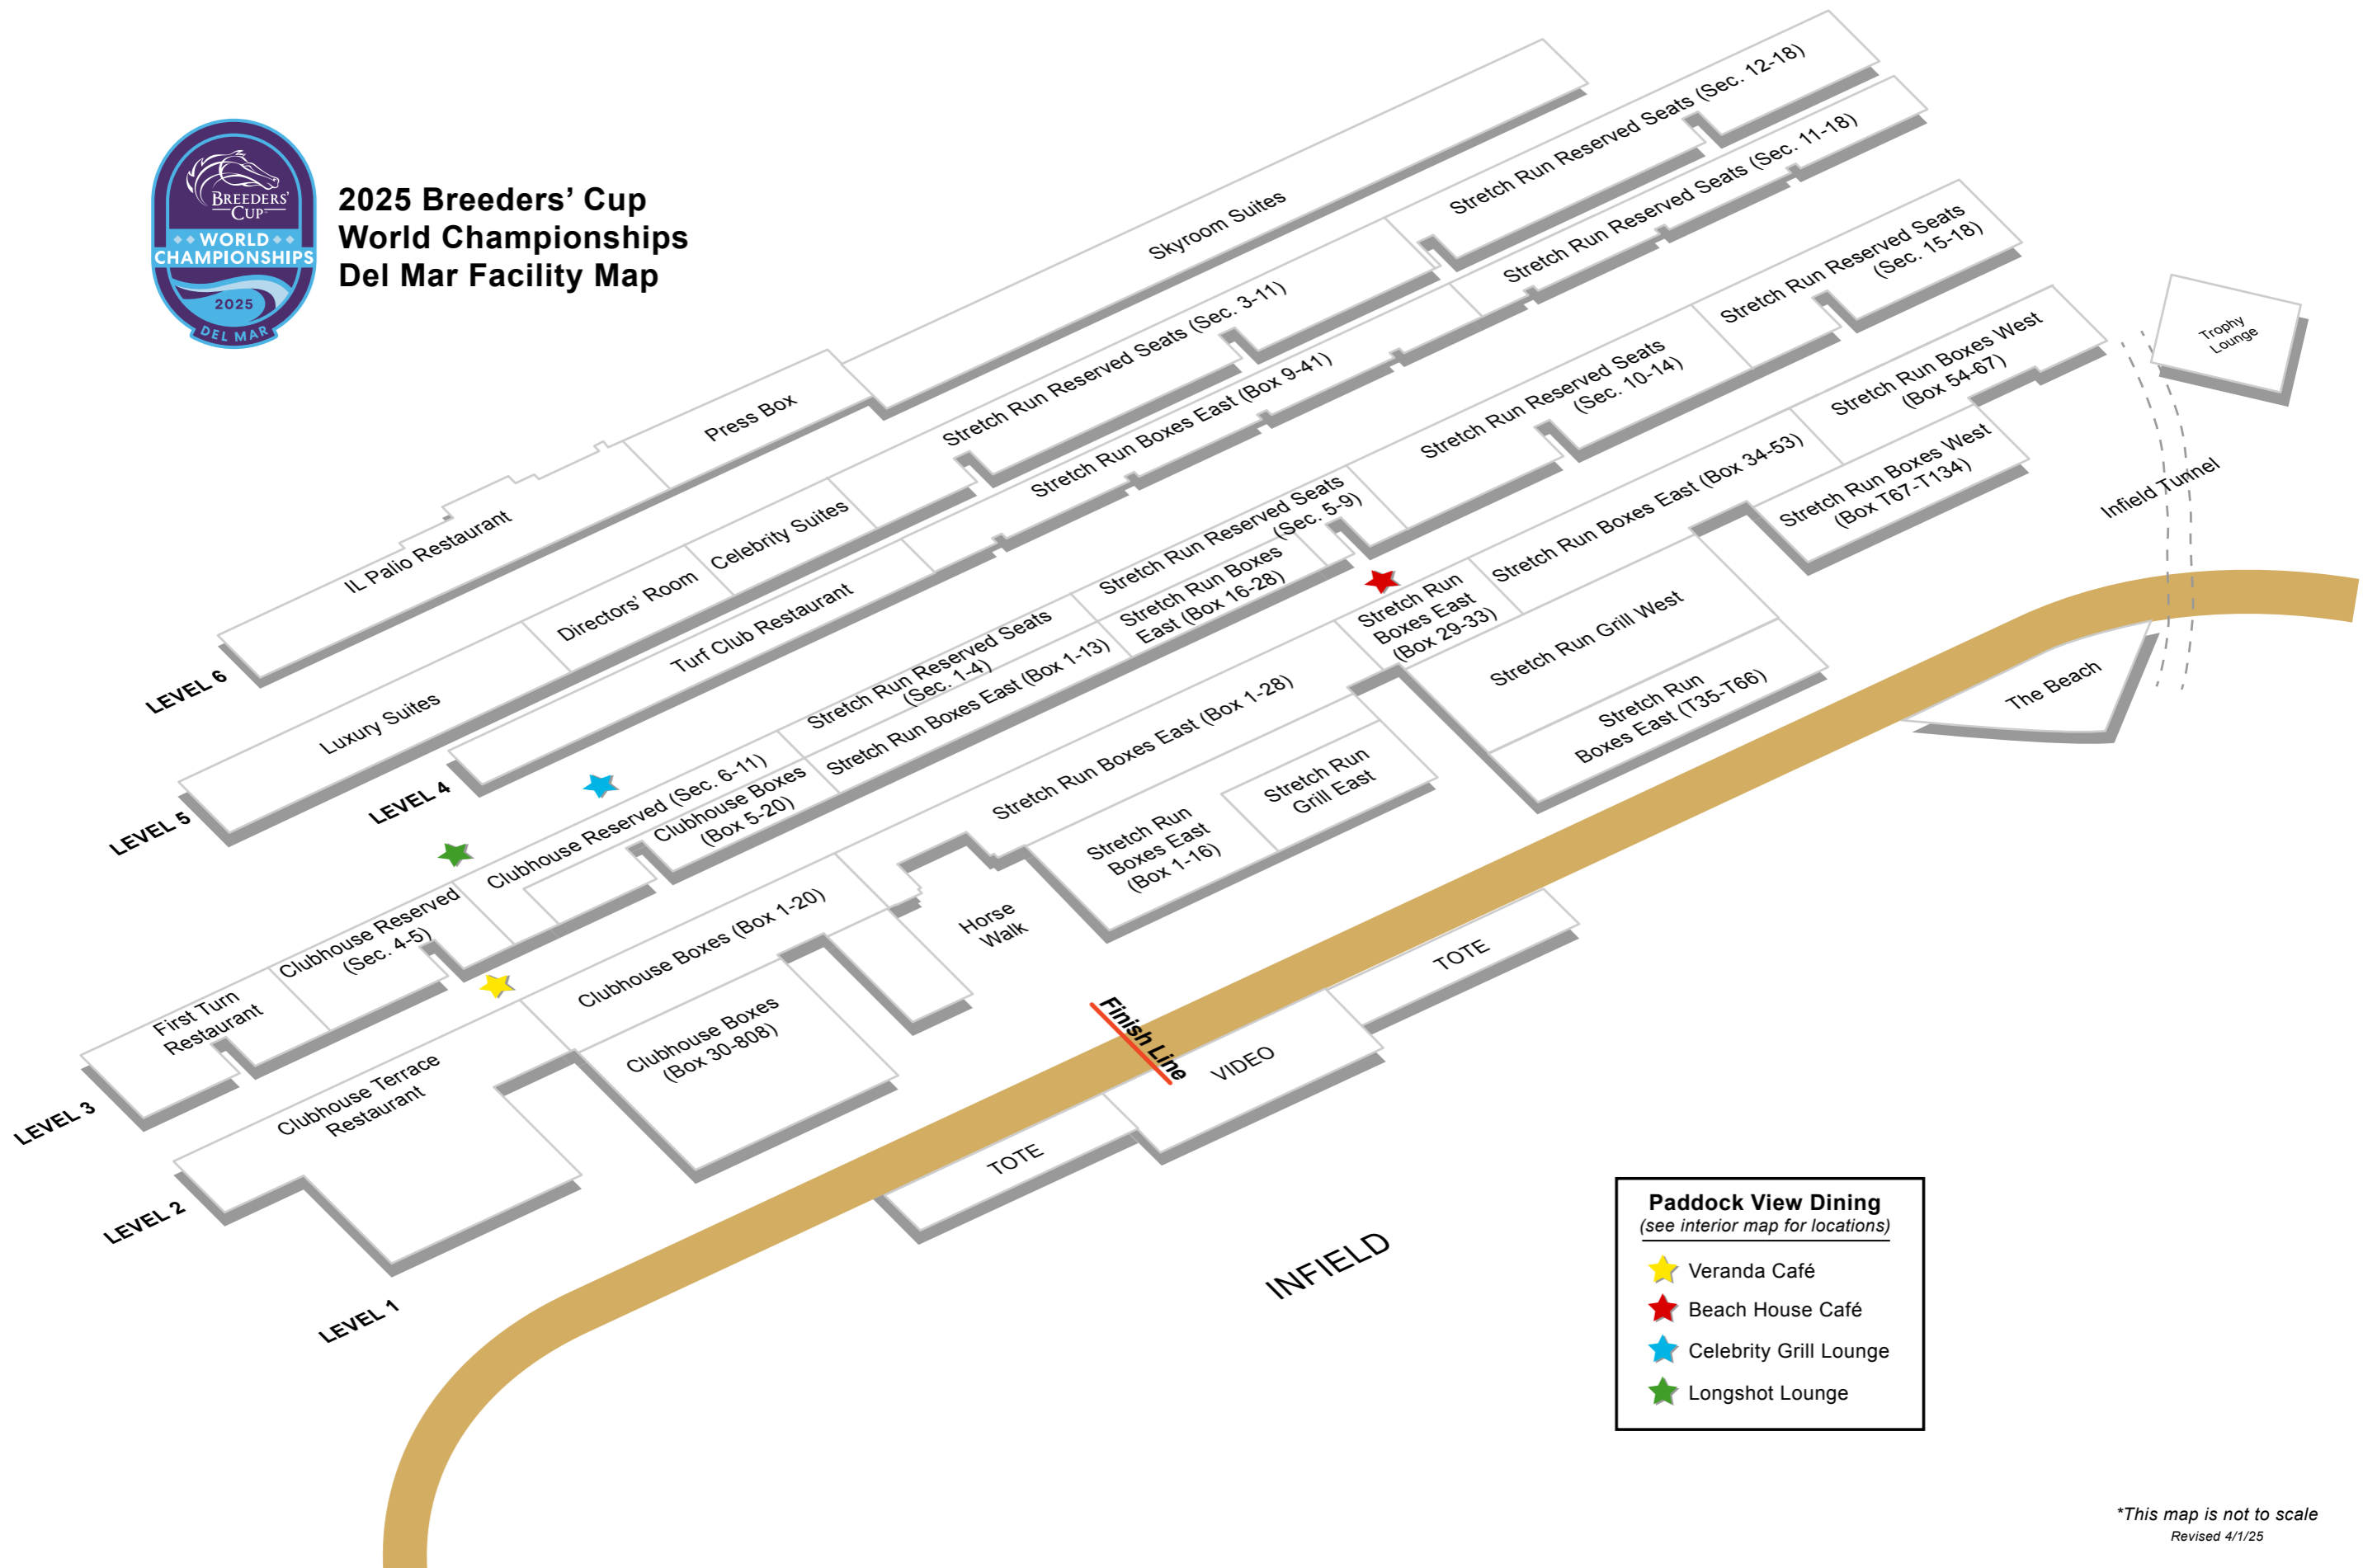 BREEDERS'
CUP
WORLD
CHAMPIONSHIPS
2025
DEL MAR
2025 Breeders' Cup
World Championships
Del Mar Facility Map
Skyroom Suites
Press Box
IL Palio Restaurant
LEVEL 6
Stretch Run Reserved Seats (Sec. 12-18)
Stretch Run Reserved Seats (Sec. 3-11)
Celebrity Suites
Directors' Room
Luxury Suites
LEVEL 5
Stretch Run Reserved Seats (Sec. 11-18)
Stretch Run Boxes East (Box 9-41)
Turf Club Restaurant
LEVEL 4
Stretch Run Reserved Seats
(Sec. 15-18)
Stretch Run Reserved Seats
(Sec. 10-14)
Stretch Run Reserved Seats
(Sec. 5-9)
Stretch Run Boxes
East (Box 16-28)
Stretch Run Reserved Seats
(Sec. 1-4)
Stretch Run Boxes East (Box 1-13)
Clubhouse Reserved (Sec. 6-11)
Clubhouse Boxes
(Box 5-20)
Clubhouse Reserved
(Sec. 4-5)
First Turn
Restaurant
LEVEL 3
Stretch Run Boxes West
(Box 54-67)
Stretch Run Boxes West
(Box T67-T134)
Stretch Run Boxes East (Box 34-53)
Stretch Run
Boxes East
(Box 29-33)
Stretch Run Grill West
Stretch Run
Boxes East (T35-T66)
Stretch Run Boxes East (Box 1-28)
Stretch Run
Grill East
Stretch Run
Boxes East
(Box 1-16)
Horse
Walk
Clubhouse Boxes (Box 1-20)
Clubhouse Boxes
(Box 30-808)
Clubhouse Terrace
Restaurant
LEVEL 2
LEVEL 1
Trophy
Lounge
Infield Tunnel
The Beach
Finish Line
TOTE
VIDEO
TOTE
INFIELD
Paddock View Dining
(see interior map for locations)
Veranda Café
Beach House Café
Celebrity Grill Lounge
Longshot Lounge
*This map is not to scale
Revised 4/1/25